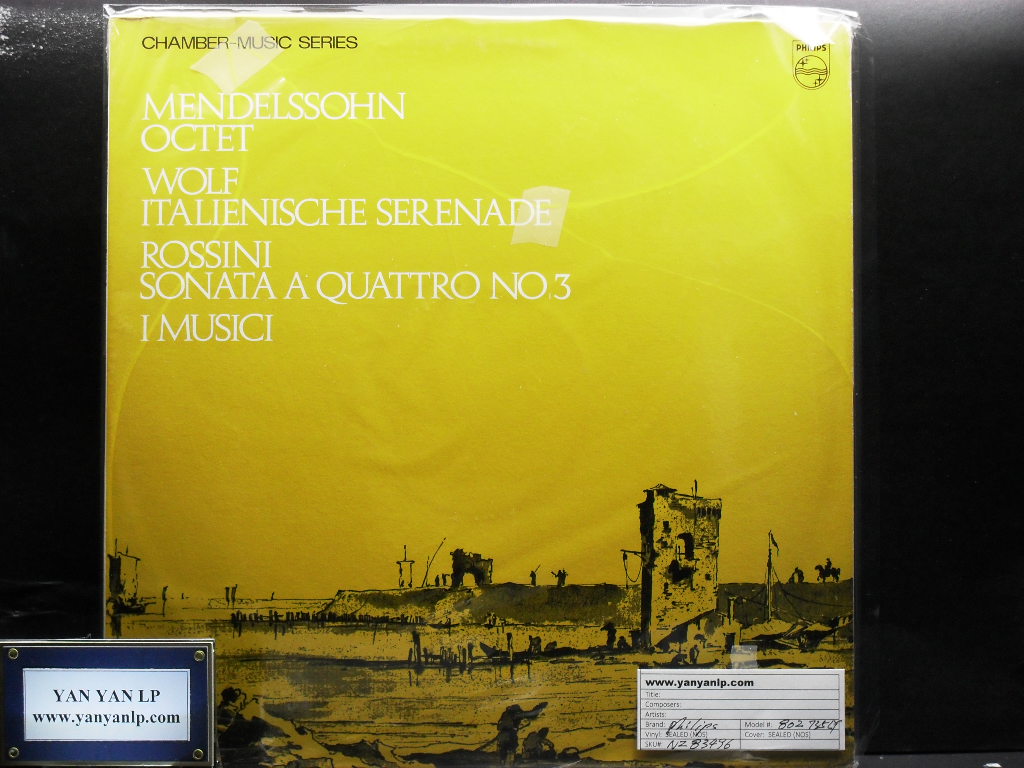 CHAMBER-MUSIC SERIES
PHILIPS
MENDELSSOHN
OCTET
WOLF
ITALIENISCHE SERENADE
ROSSINI
SONATA A QUATTRO NO.3
I MUSICI
YAN YAN LP
www.yanyanlp.com
www.yanyanlp.com
Title:
Composers:
Artists:
Brand: Philips Model #: 802 735LY
Vinyl: SEALED (NOS) Cover: SEALED (NOS)
SKU#: NZ B3496